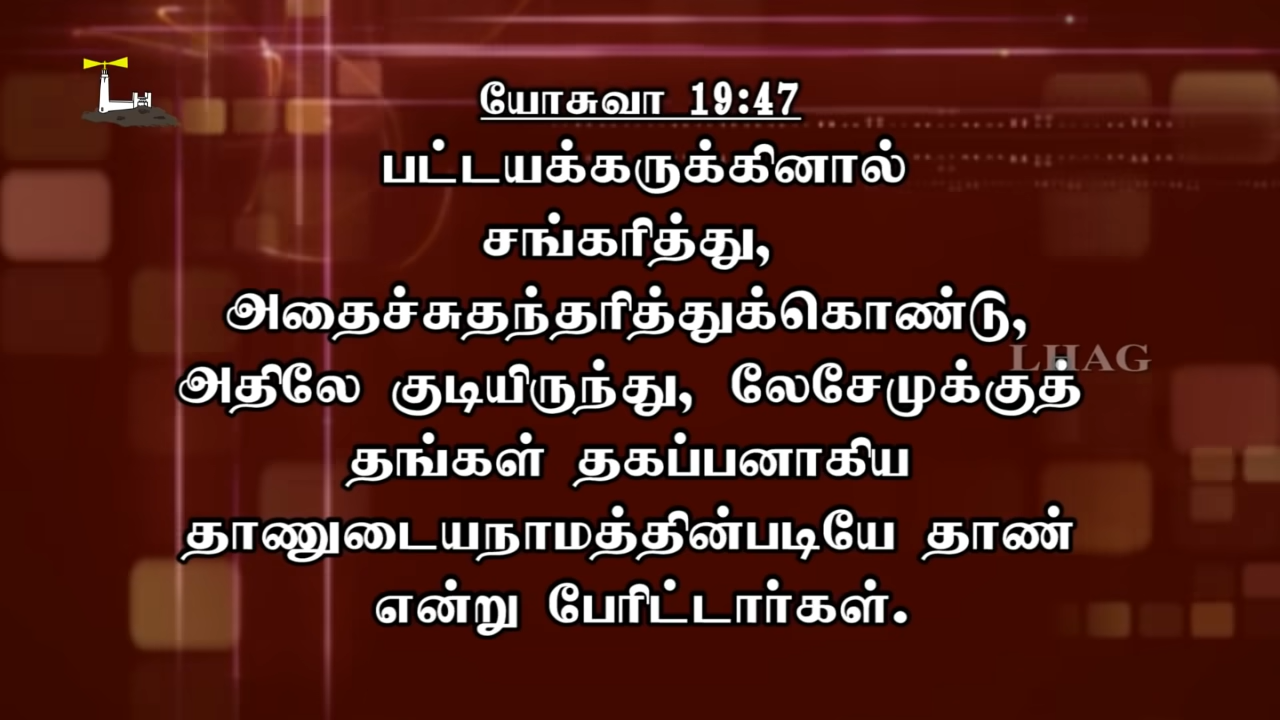 யோசுவா 19:47
பட்டயக்கருக்கினால்
சங்கரித்து,
அதைச்சுதந்தரித்துக்கொண்டு,
LHAG
அதிலே குடியிருந்து, லேசேமுக்குத்
தங்கள் தகப்பனாகிய
தாணுடையநாமத்தின்படியே தாண்
என்று பேரிட்டார்கள்.